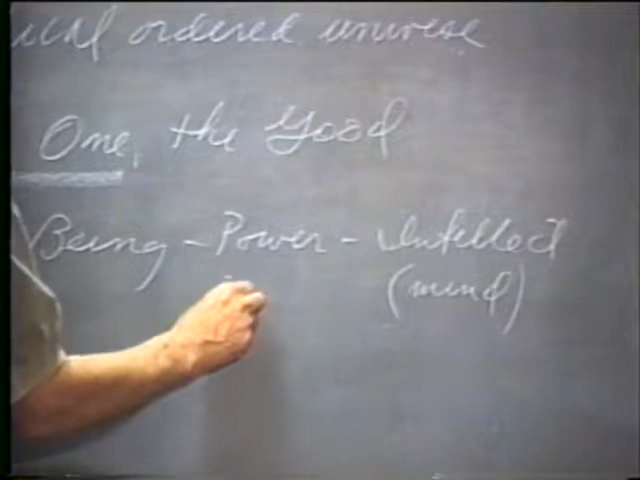 ordered universe
One, the Good
Being - Power - Intellect
(mind)